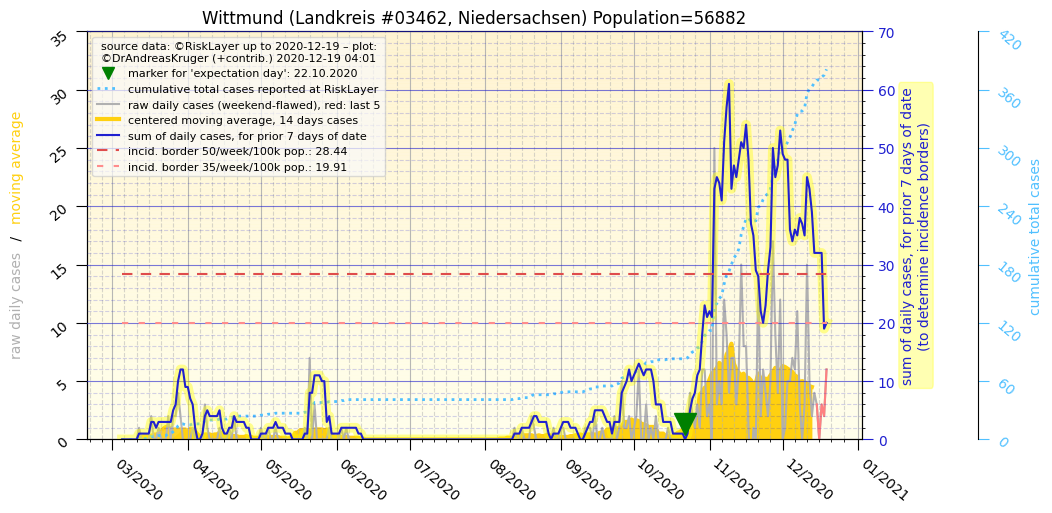 Wittmund (Landkreis #03462, Niedersachsen) Population=56882
source data: ©RiskLayer up to 2020-12-19 – plot:
©DrAndreasKruger (+contrib.) 2020-12-19 04:01
marker for 'expectation day': 22.10.2020
cumulative total cases reported at RiskLayer
raw daily cases (weekend-flawed), red: last 5
centered moving average, 14 days cases
sum of daily cases, for prior 7 days of date
incid. border 50/week/100k pop.: 28.44
incid. border 35/week/100k pop.: 19.91
raw daily cases / moving average
35
30
25
20
15
10
5
0
70
60
50
40
30
20
10
0
sum of daily cases, for prior 7 days of date
(to determine incidence borders)
420
360
300
240
180
120
60
0
cumulative total cases
03/2020
04/2020
05/2020
06/2020
07/2020
08/2020
09/2020
10/2020
11/2020
12/2020
01/2021